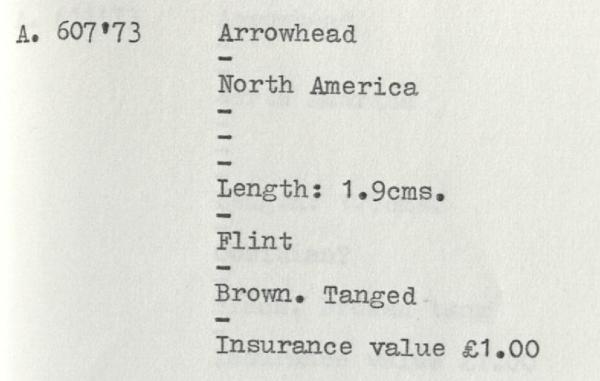 A. 607'73 Arrowhead
-
North America
-
-
-
Length: 1.9cms.
-
Flint
-
Brown. Tanged
-
Insurance value £1.00